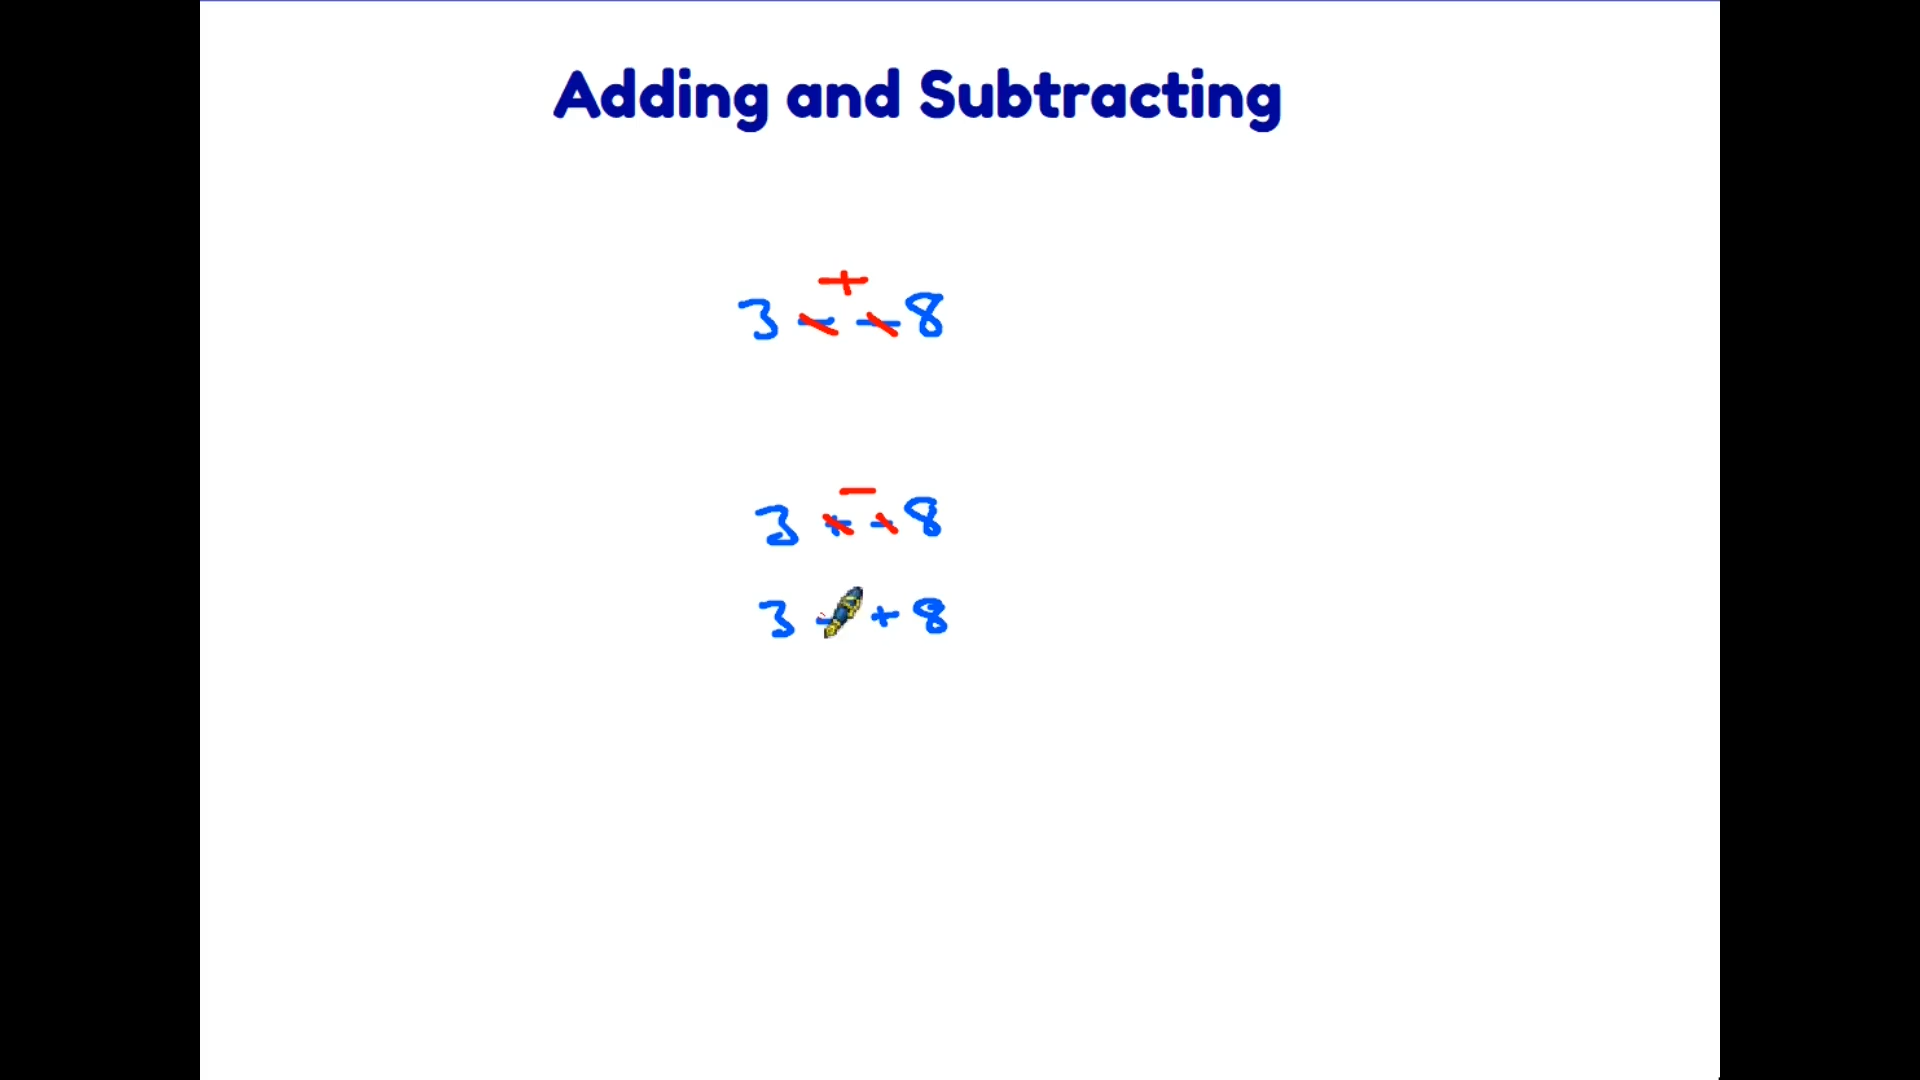 Adding and Subtracting
+
3 - - 8
-
3 + - 8
3 - + 8